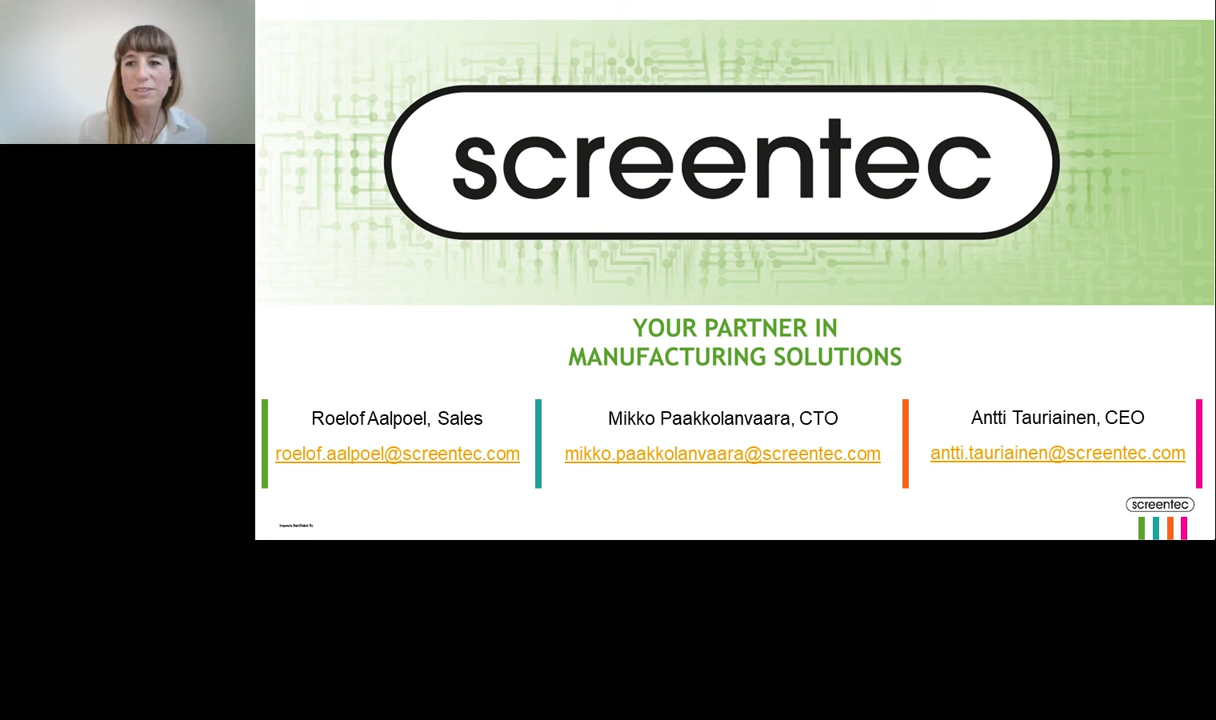 screentec
YOUR PARTNER IN
MANUFACTURING SOLUTIONS
Roelof Aalpoel, Sales
roelof.aalpoel@screentec.com
Mikko Paakkolanvaara, CTO
mikko.paakkolanvaara@screentec.com
Antti Tauriainen, CEO
antti.tauriainen@screentec.com
screentec